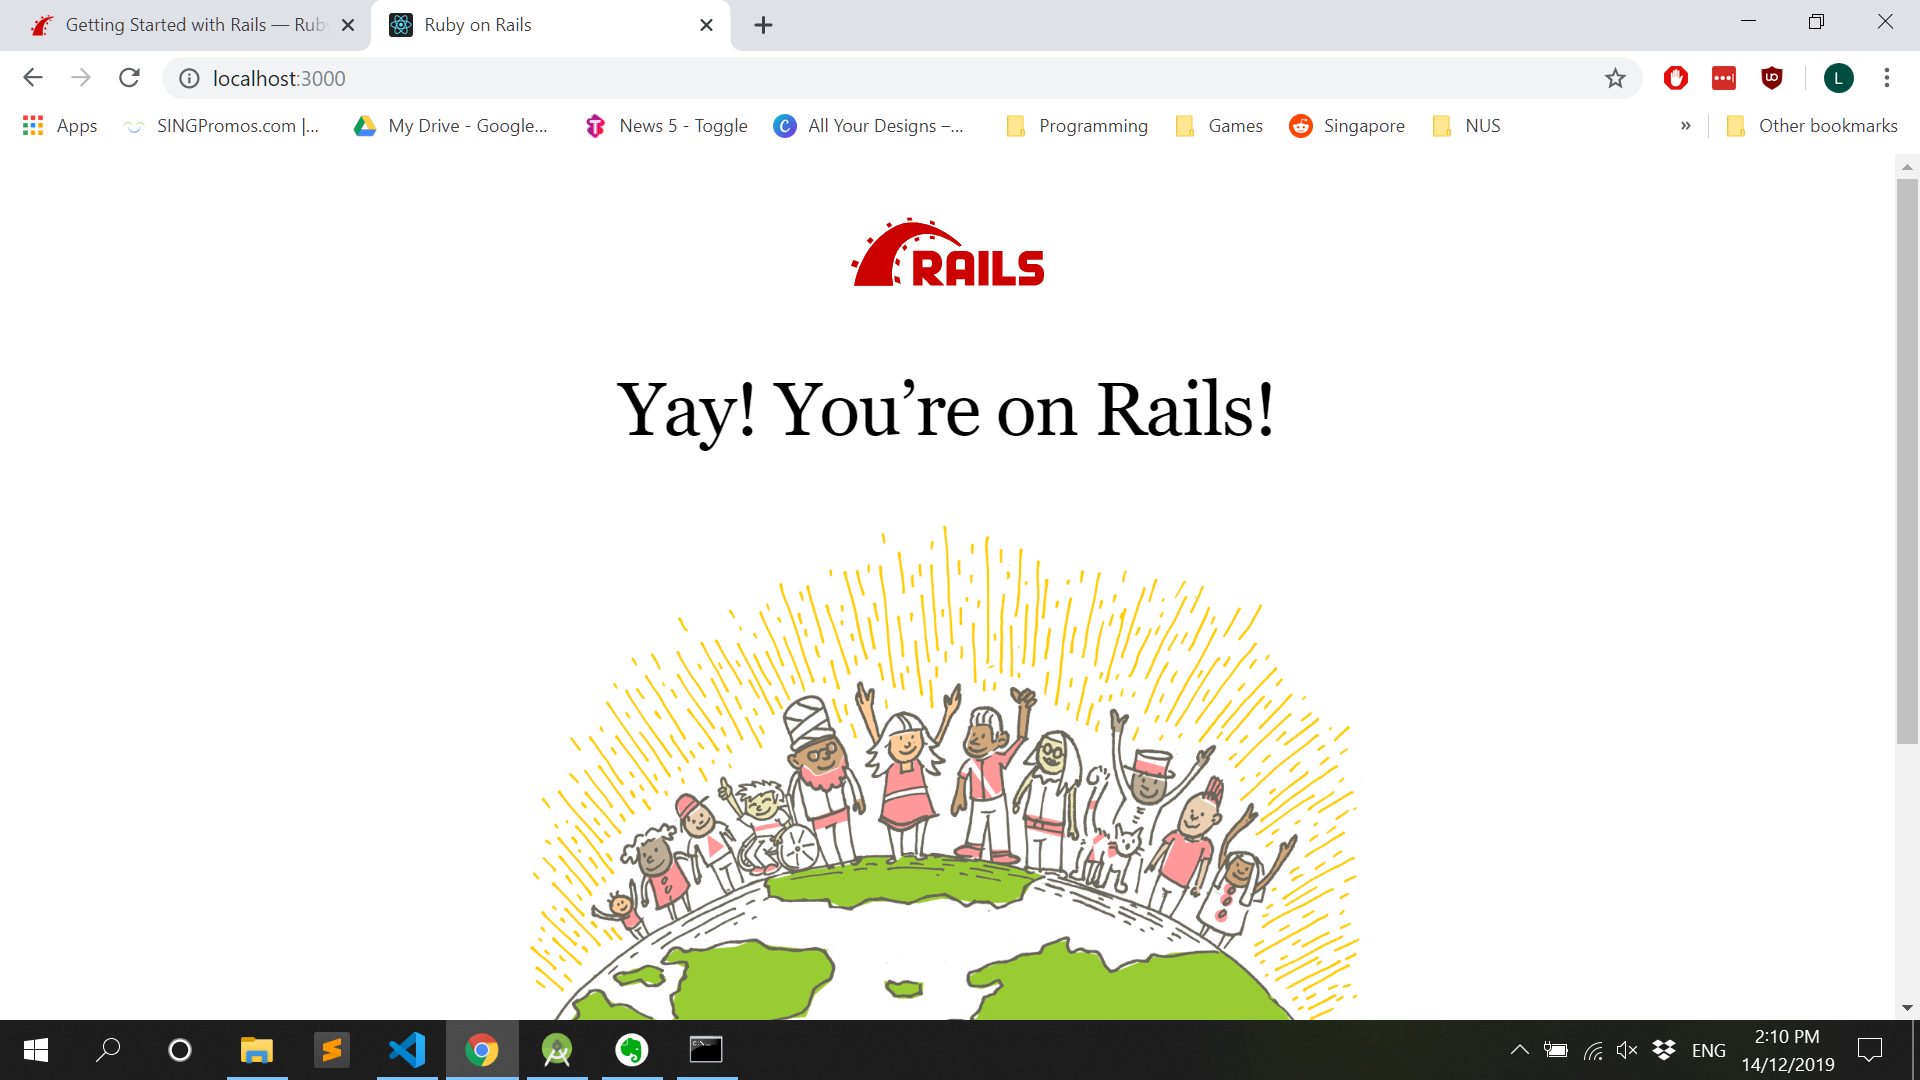 Getting Started with Rails — Rub
Ruby on Rails
localhost:3000
L
Apps
SINGPromos.com |...
My Drive - Google...
News 5 - Toggle
All Your Designs –...
Programming
Games
Singapore
NUS
»
Other bookmarks
RAILS
Yay! You’re on Rails!
ENG
2:10 PM
14/12/2019